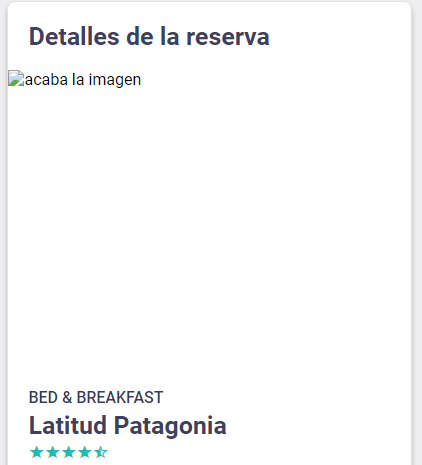 Detalles de la reserva
acaba la imagen
BED & BREAKFAST
Latitud Patagonia